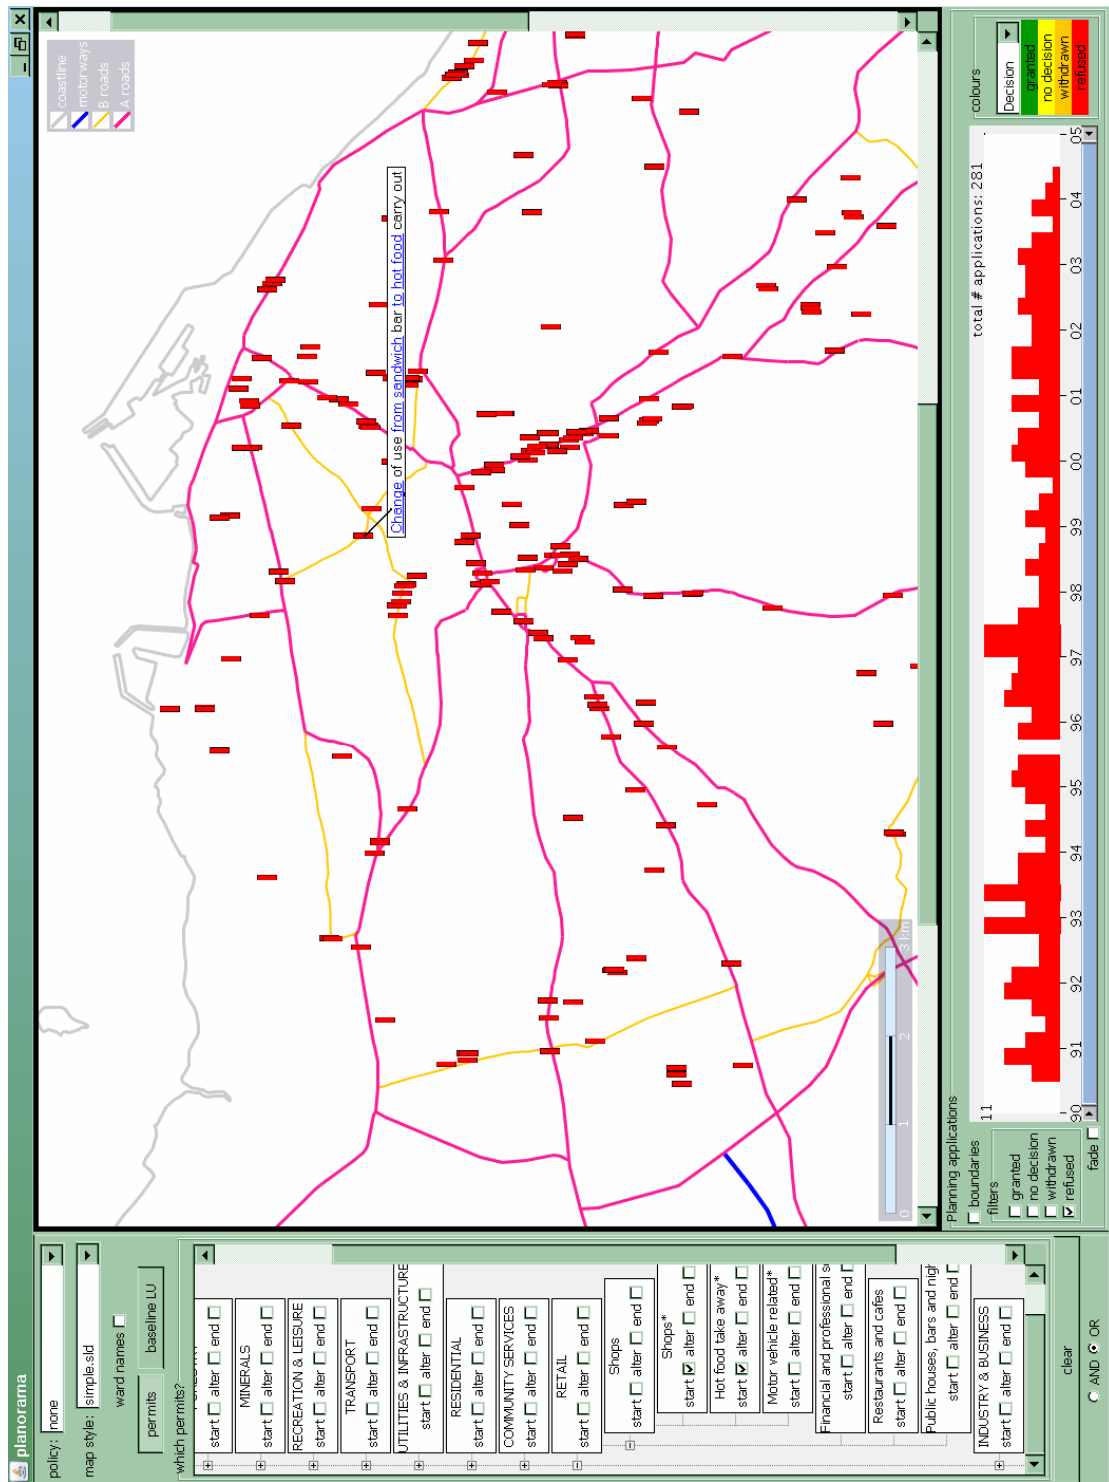 planorama
policy: none
map style: simple.sld
ward names
permits baseline LU
which permits?
start alter end
MINERALS
start alter end
RECREATION & LEISURE
start alter end
TRANSPORT
start alter end
UTILITIES & INFRASTRUCTURE
start alter end
RESIDENTIAL
start alter end
COMMUNITY SERVICES
start alter end
RETAIL
start alter end
Shops
start alter end
Shops*
start alter end
Hot food take away*
start alter end
Motor vehicle related*
start alter end
Financial and professional
start alter end
Restaurants and cafes
start alter end
Public houses, bars and
start alter end
INDUSTRY & BUSINESS
start alter end
clear
AND OR
coastline
motorways
B roads
A roads
Change of use from sandwich bar to hot food carry out
0 1 2 3 km
Planning applications
boundaries
filters
granted
no decision
withdrawn
refused
fade
11
total # applications: 281
90 91 92 93 94 95 96 97 98 99 00 01 02 03 04 05
colours
Decision
granted
no decision
withdrawn
refused